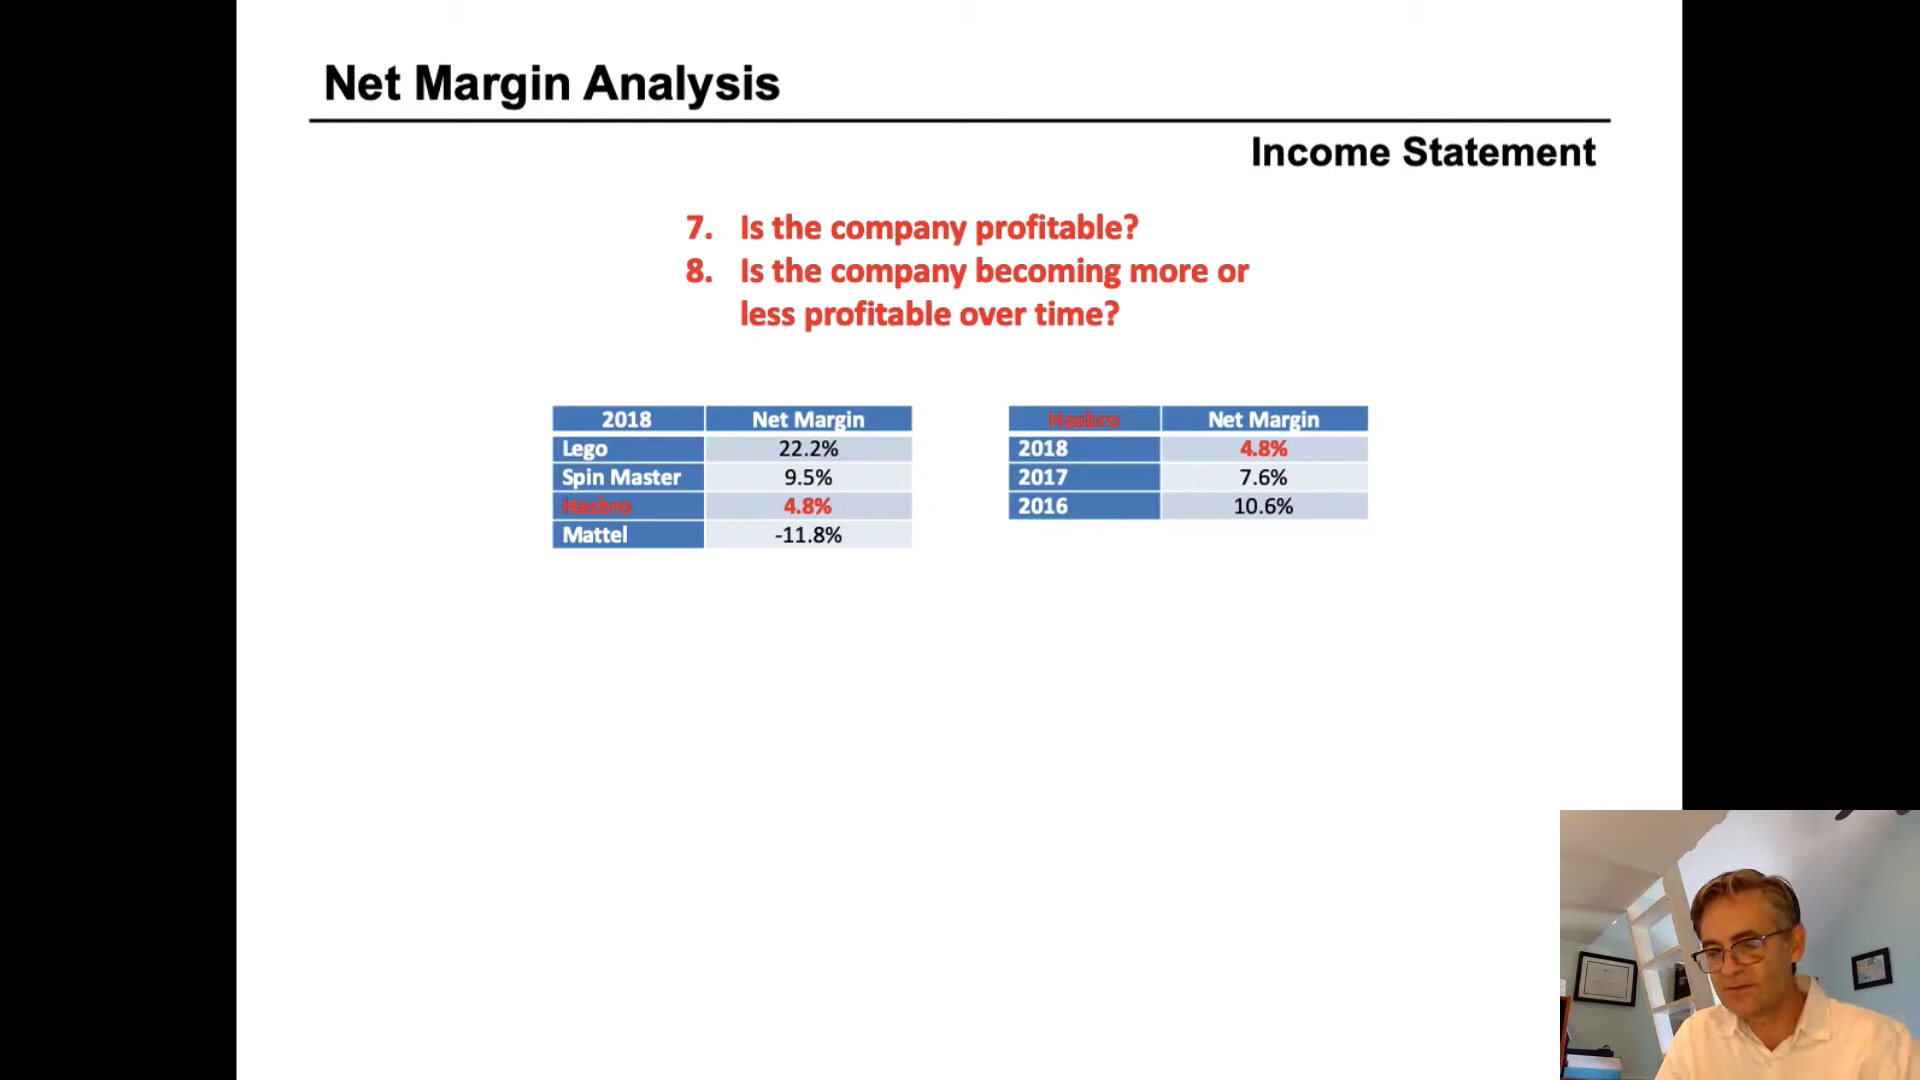 Net Margin Analysis
Income Statement
7. Is the company profitable?
8. Is the company becoming more or
less profitable over time?
2018 Net Margin
Lego 22.2%
Spin Master 9.5%
Hasbro 4.8%
Mattel -11.8%
Hasbro Net Margin
2018 4.8%
2017 7.6%
2016 10.6%